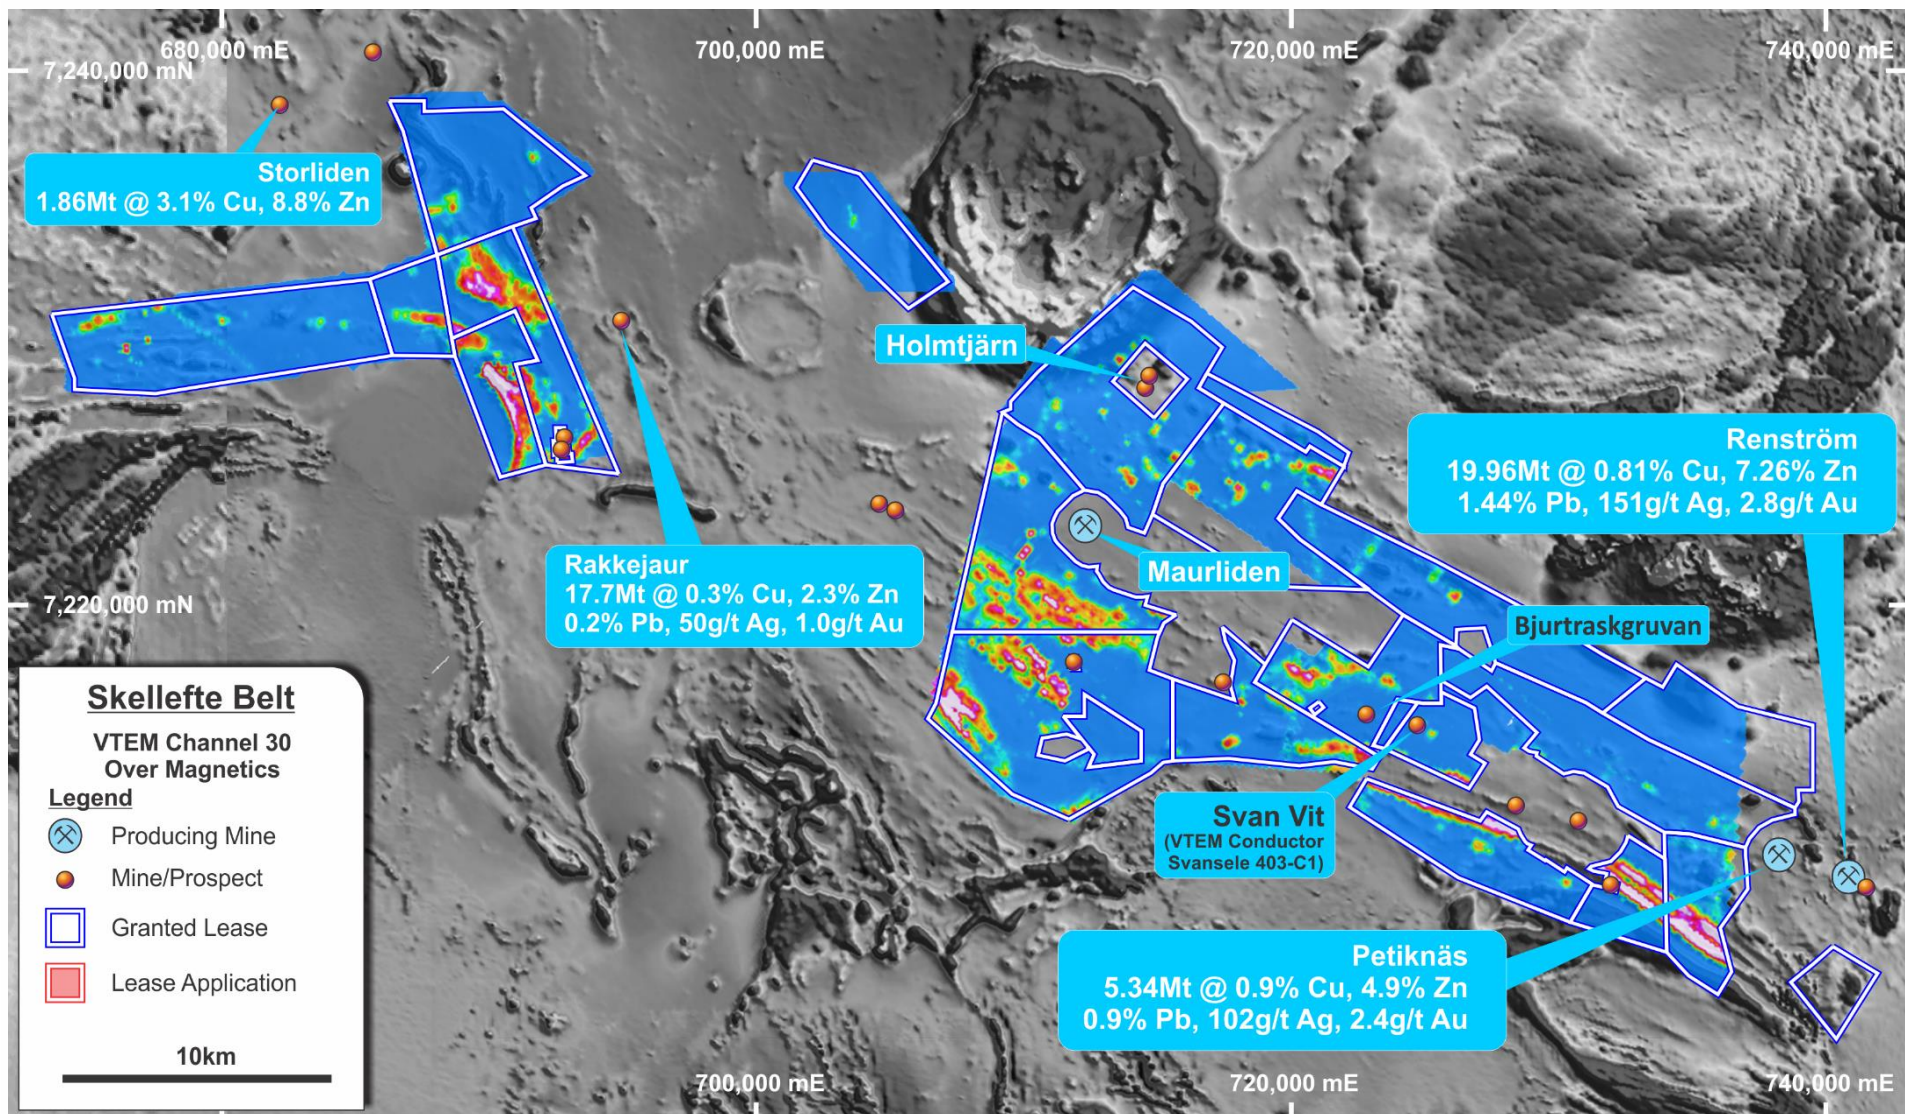 680,000 mE
700,000 mE
720,000 mE
740,000 mE
7,240,000 mN
Storliden
1.86Mt @ 3.1% Cu, 8.8% Zn
Holmtjärn
Renström
19.96Mt @ 0.81% Cu, 7.26% Zn
1.44% Pb, 151g/t Ag, 2.8g/t Au
Rakkejaur
17.7Mt @ 0.3% Cu, 2.3% Zn
0.2% Pb, 50g/t Ag, 1.0g/t Au
Maurliden
7,220,000 mN
Bjurtraskgruvan
Svan Vit
(VTEM Conductor
Svansele 403-C1)
Petiknäs
5.34Mt @ 0.9% Cu, 4.9% Zn
0.9% Pb, 102g/t Ag, 2.4g/t Au
Skellefte Belt
VTEM Channel 30
Over Magnetics
Legend
Producing Mine
Mine/Prospect
Granted Lease
Lease Application
10km
700,000 mE
720,000 mE
740,000 mE